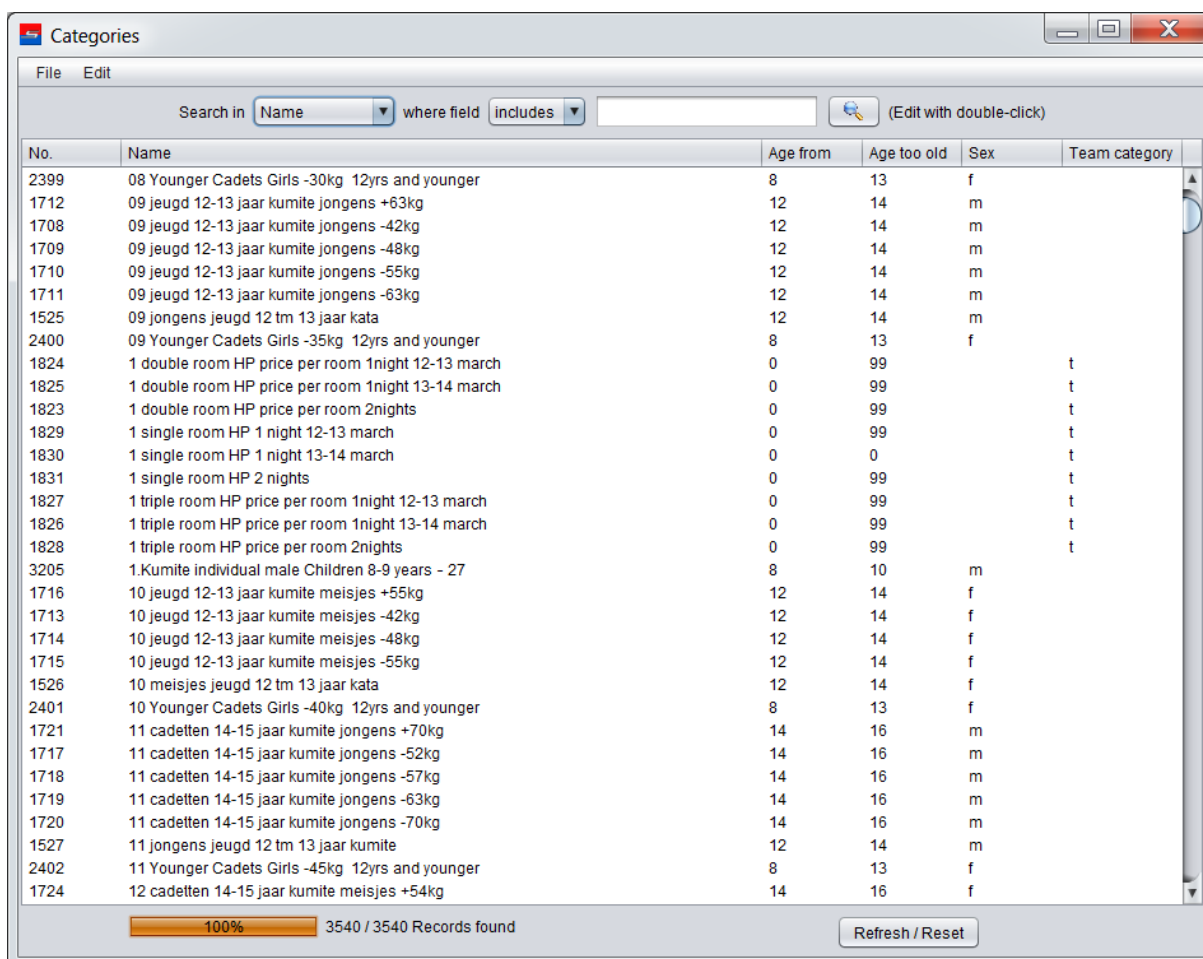 Categories
File Edit
Search in Name where field includes (Edit with double-click)
No. Name Age from Age too old Sex Team category
2399 08 Younger Cadets Girls -30kg 12yrs and younger 8 13 f
1712 09 jeugd 12-13 jaar kumite jongens +63kg 12 14 m
1708 09 jeugd 12-13 jaar kumite jongens -42kg 12 14 m
1709 09 jeugd 12-13 jaar kumite jongens -48kg 12 14 m
1710 09 jeugd 12-13 jaar kumite jongens -55kg 12 14 m
1711 09 jeugd 12-13 jaar kumite jongens -63kg 12 14 m
1525 09 jongens jeugd 12 tm 13 jaar kata 12 14 m
2400 09 Younger Cadets Girls -35kg 12yrs and younger 8 13 f
1824 1 double room HP price per room 1night 12-13 march 0 99 t
1825 1 double room HP price per room 1night 13-14 march 0 99 t
1823 1 double room HP price per room 2nights 0 99 t
1829 1 single room HP 1 night 12-13 march 0 99 t
1830 1 single room HP 1 night 13-14 march 0 0 t
1831 1 single room HP 2 nights 0 99 t
1827 1 triple room HP price per room 1night 12-13 march 0 99 t
1826 1 triple room HP price per room 1night 13-14 march 0 99 t
1828 1 triple room HP price per room 2nights 0 99 t
3205 1.Kumite individual male Children 8-9 years - 27 8 10 m
1716 10 jeugd 12-13 jaar kumite meisjes +55kg 12 14 f
1713 10 jeugd 12-13 jaar kumite meisjes -42kg 12 14 f
1714 10 jeugd 12-13 jaar kumite meisjes -48kg 12 14 f
1715 10 jeugd 12-13 jaar kumite meisjes -55kg 12 14 f
1526 10 meisjes jeugd 12 tm 13 jaar kata 12 14 f
2401 10 Younger Cadets Girls -40kg 12yrs and younger 8 13 f
1721 11 cadetten 14-15 jaar kumite jongens +70kg 14 16 m
1717 11 cadetten 14-15 jaar kumite jongens -52kg 14 16 m
1718 11 cadetten 14-15 jaar kumite jongens -57kg 14 16 m
1719 11 cadetten 14-15 jaar kumite jongens -63kg 14 16 m
1720 11 cadetten 14-15 jaar kumite jongens -70kg 14 16 m
1527 11 jongens jeugd 12 tm 13 jaar kumite 12 14 m
2402 11 Younger Cadets Girls -45kg 12yrs and younger 8 13 f
1724 12 cadetten 14-15 jaar kumite meisjes +54kg 14 16 f
100% 3540 / 3540 Records found Refresh / Reset